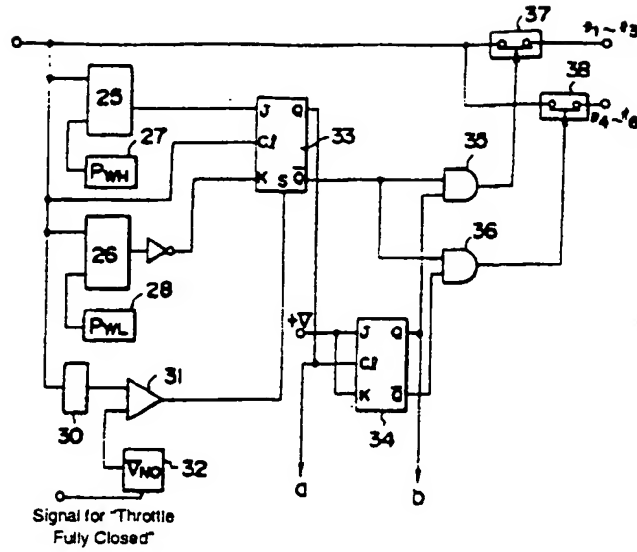 37
#1~#3
38
#4~#6
25
J Q
33
27
PWH
Cl
35
K S Q̅
26
36
28
PWL
+V
J Q
31
Cl
K Q̅
30
34
32
VNO
a
b
Signal for "Throttle
Fully Closed"